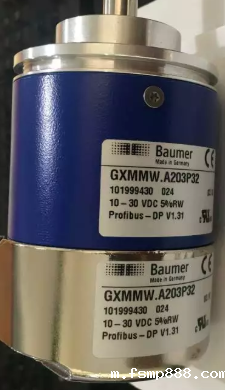 Baumer
Made in Germany
GXMMW.A203P32
101999430 024
10-30 VDC 5%RW
Profibus-DP V1.31
Baumer
Made in Germany
GXMMW.A203P32
101999430 024
10-30 VDC 5%RW
Profibus-DP V1.31
m.femp888.com